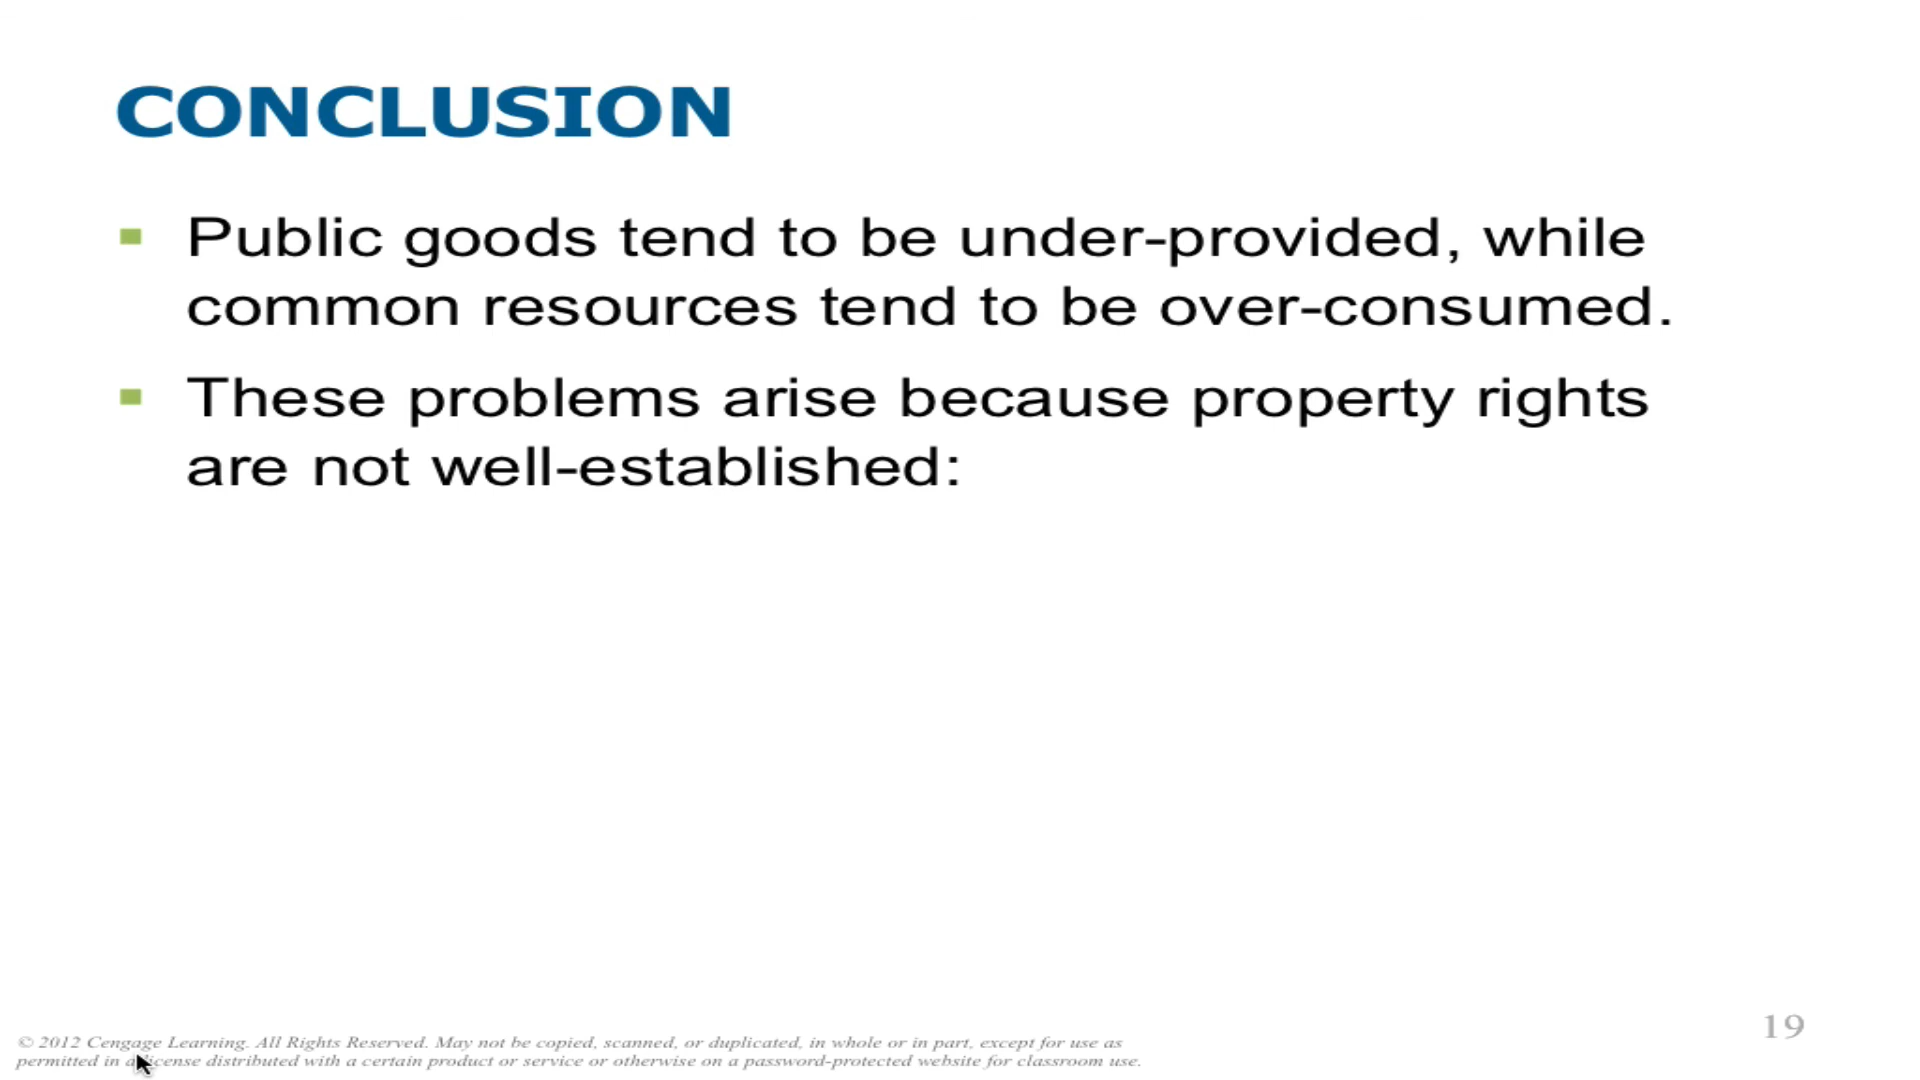 CONCLUSION
Public goods tend to be under-provided, while
common resources tend to be over-consumed.
These problems arise because property rights
are not well-established:
19
© 2012 Cengage Learning. All Rights Reserved. May not be copied, scanned, or duplicated, in whole or in part, except for use as
permitted in a license distributed with a certain product or service or otherwise on a password-protected website for classroom use.